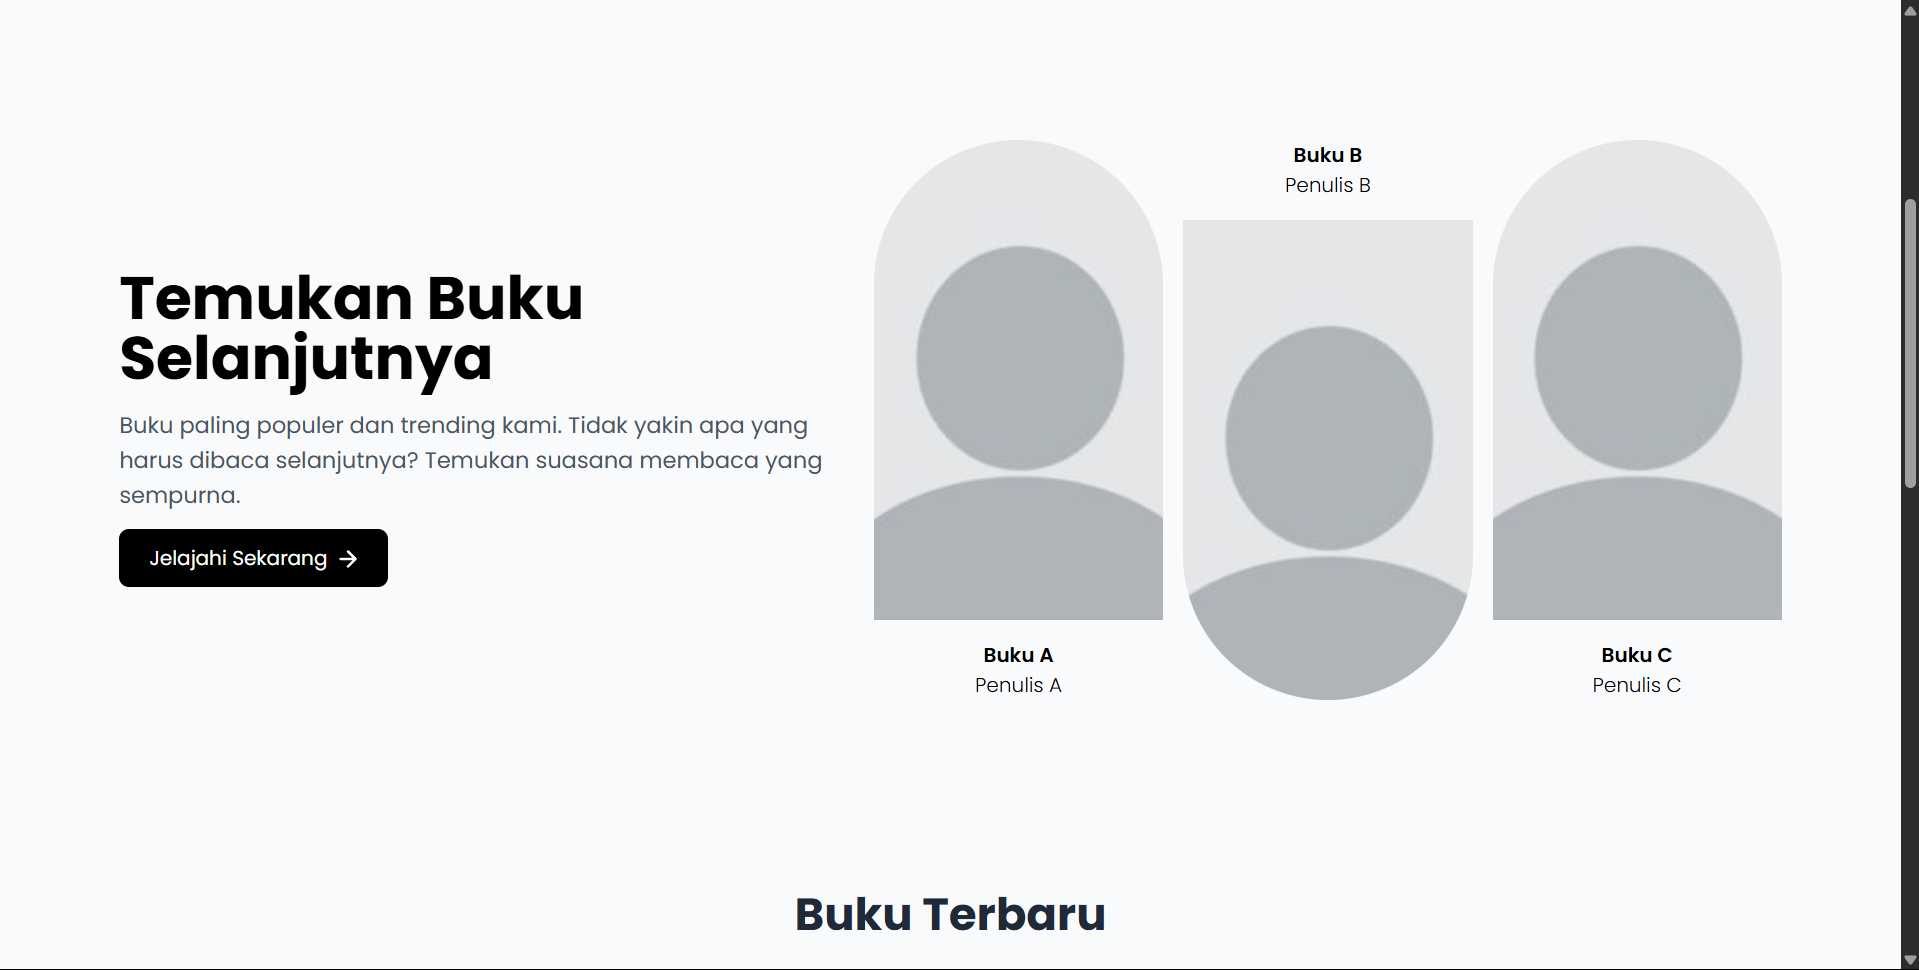 Temukan Buku
Selanjutnya
Buku paling populer dan trending kami. Tidak yakin apa yang
harus dibaca selanjutnya? Temukan suasana membaca yang
sempurna.
Jelajahi Sekarang
Buku A
Penulis A
Buku B
Penulis B
Buku C
Penulis C
Buku Terbaru